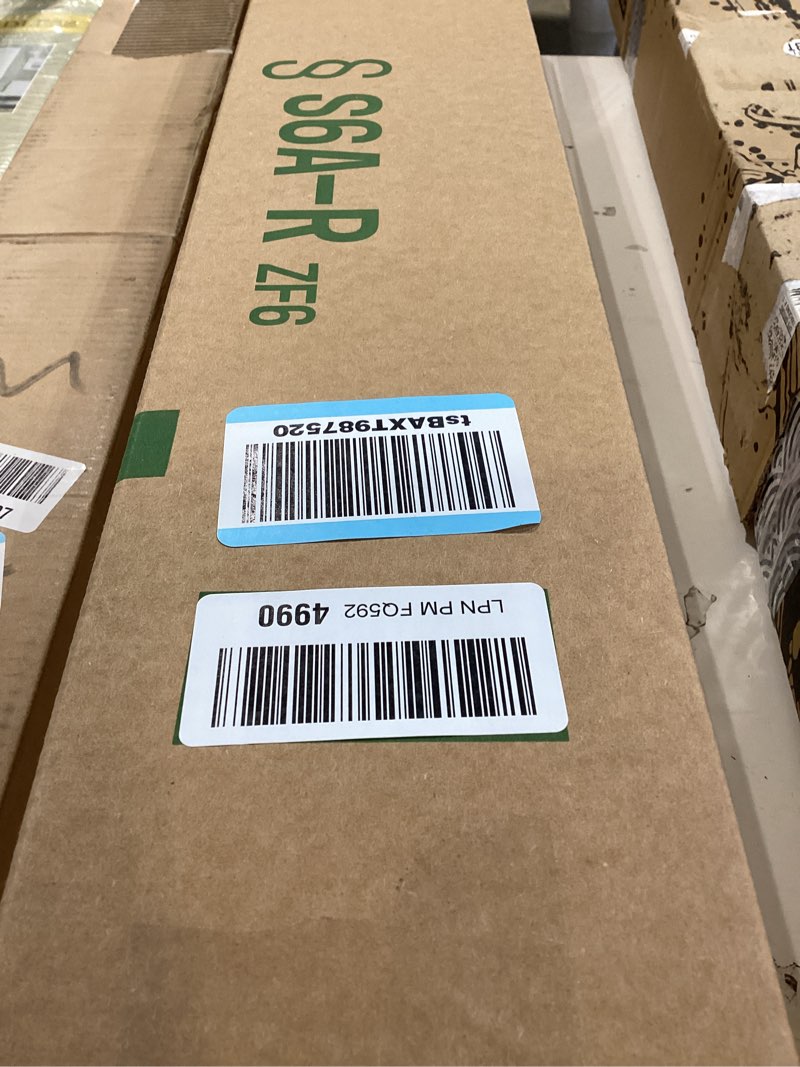 § S6A-R ZF6
tsBAXT987520
LPN PM FQ592 4990